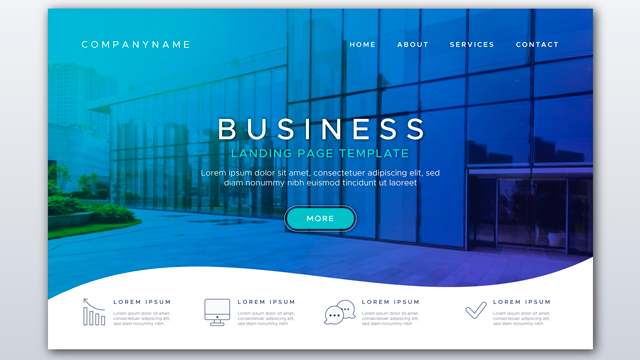 COMPANYNAME
HOME ABOUT SERVICES CONTACT
BUSINESS
LANDING PAGE TEMPLATE
Lorem ipsum dolor sit amet, consectetuer adipiscing elit, sed
diam nonummy nibh euismod tincidunt ut laoreet
MORE
LOREM IPSUM
Lorem ipsum dolor sit
amet, consectetuer
adipiscing elit, sed diam
nonummy nibh
LOREM IPSUM
Lorem ipsum dolor sit
amet, consectetuer
adipiscing elit, sed diam
nonummy nibh
LOREM IPSUM
Lorem ipsum dolor sit
amet, consectetuer
adipiscing elit, sed diam
nonummy nibh
LOREM IPSUM
Lorem ipsum dolor sit
amet, consectetuer
adipiscing elit, sed diam
nonummy nibh